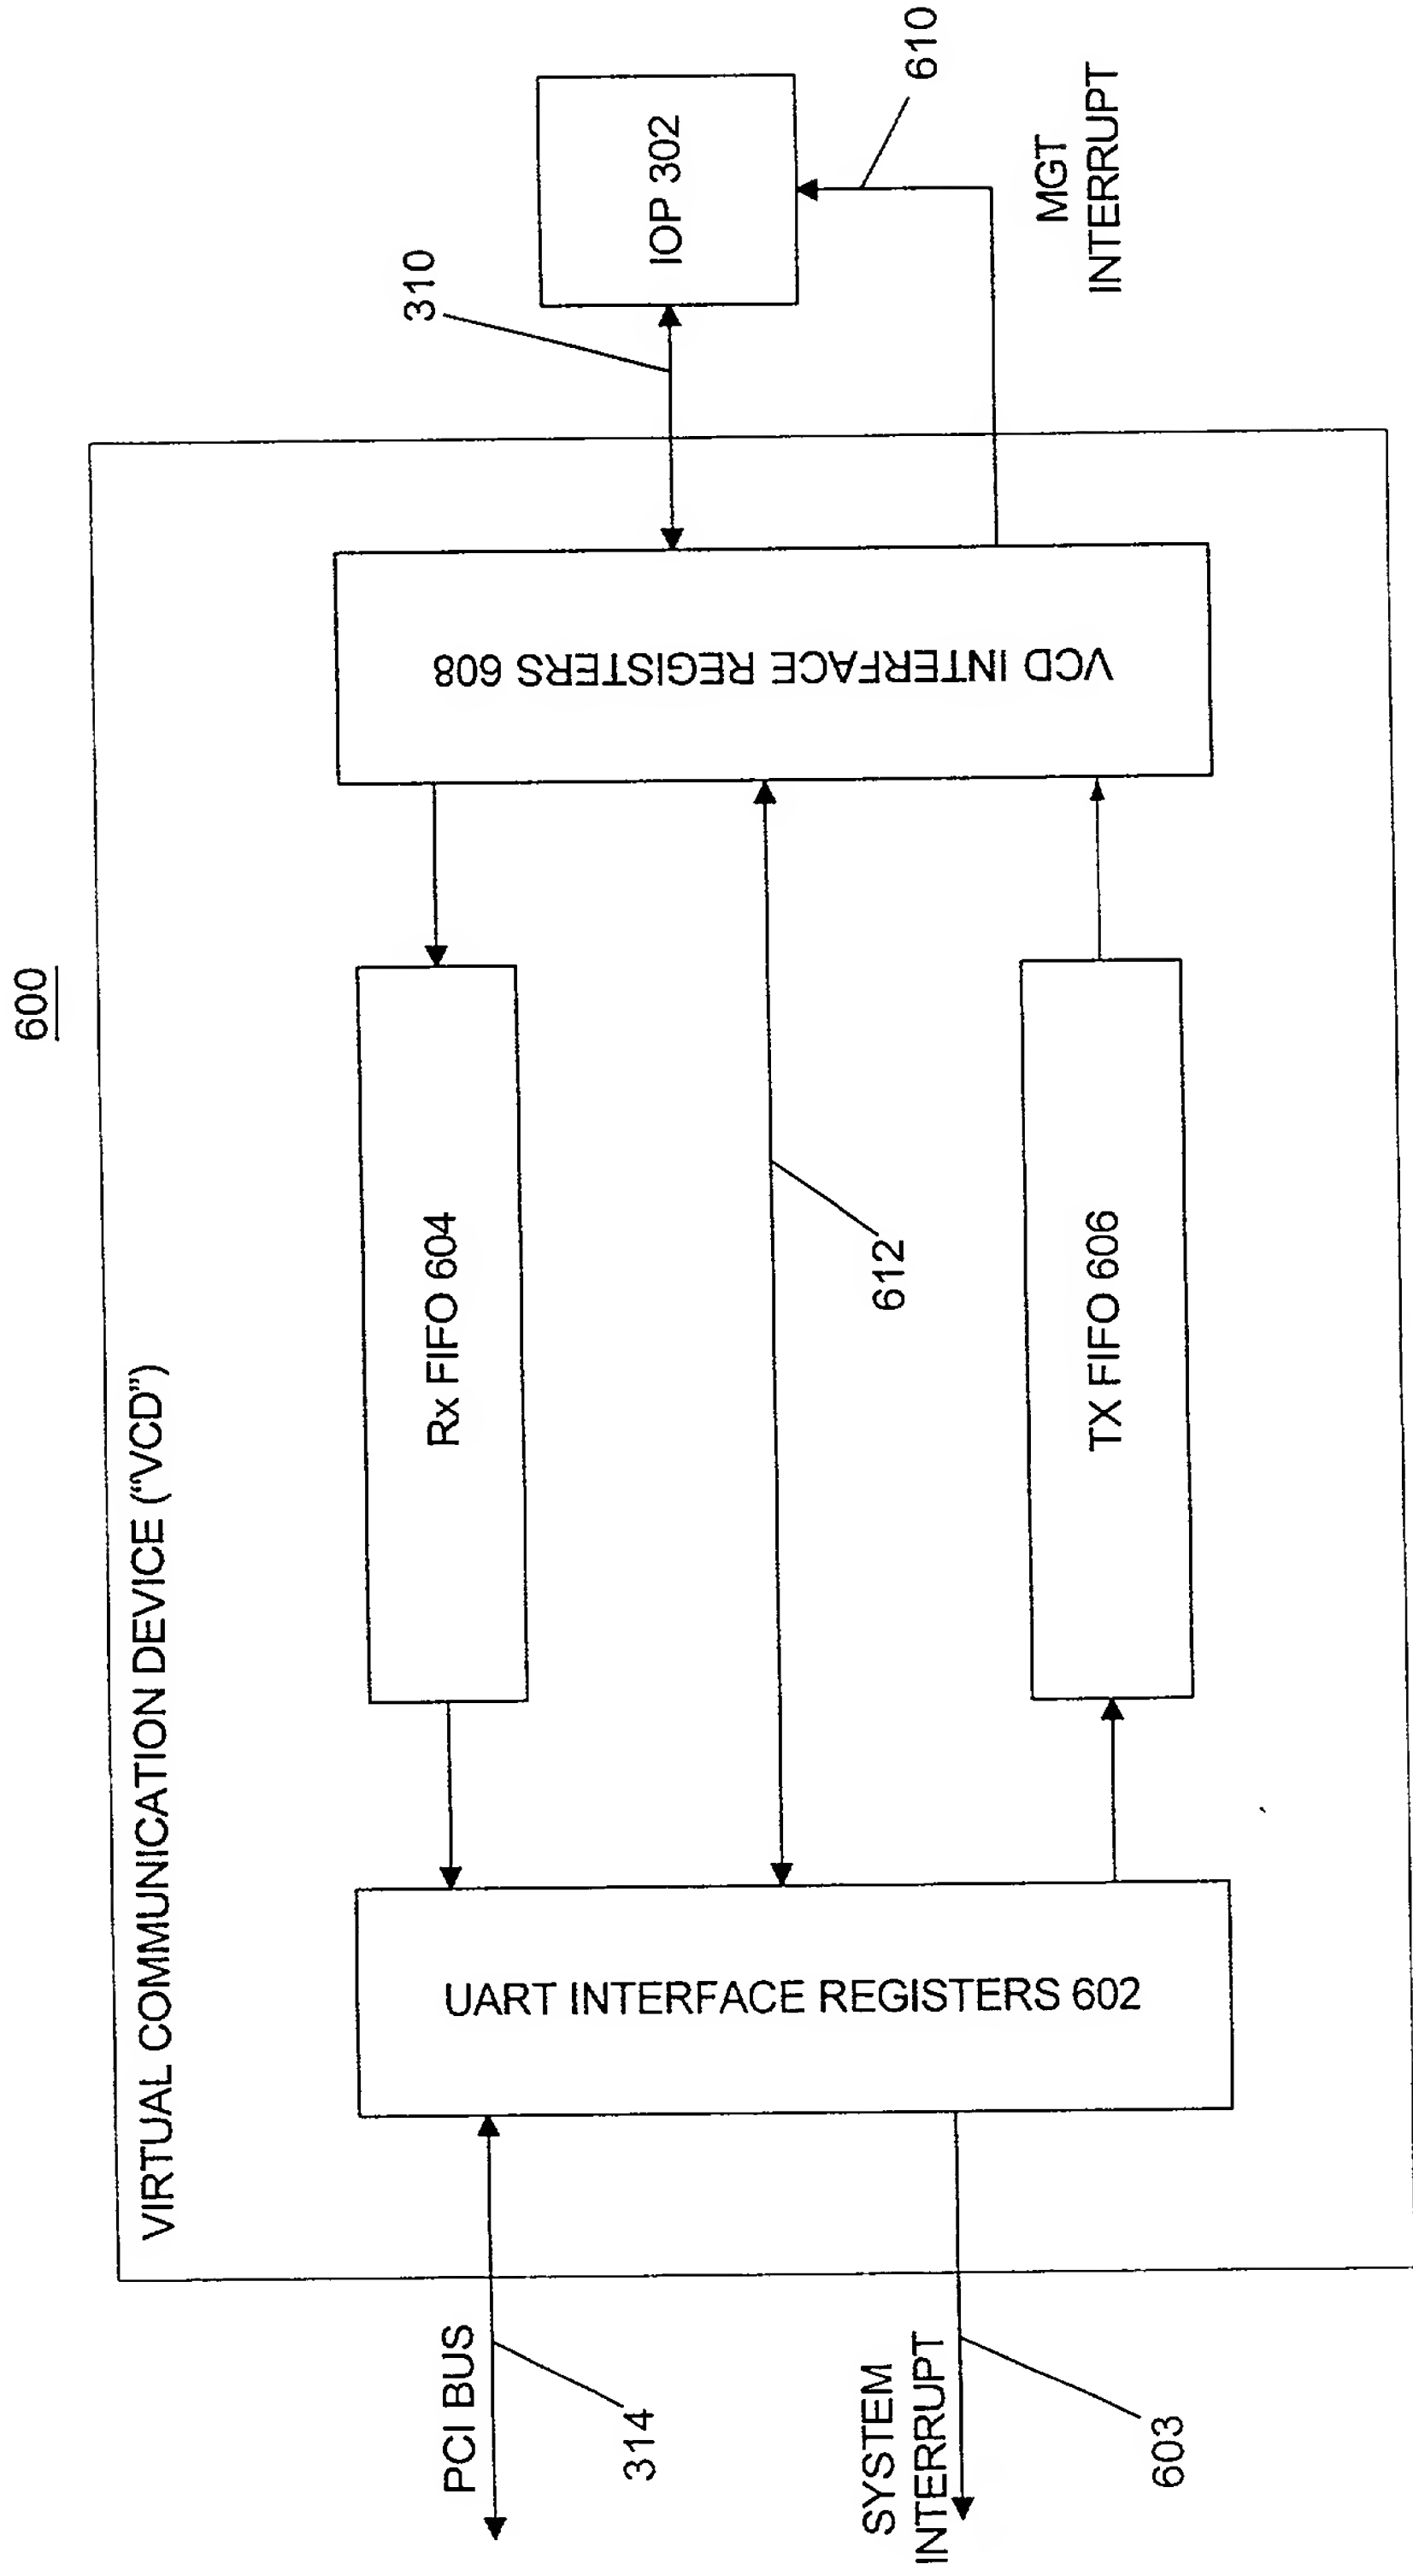 600
VIRTUAL COMMUNICATION DEVICE (“VCD”)
PCI BUS
314
SYSTEM
INTERRUPT
603
UART INTERFACE REGISTERS 602
Rx FIFO 604
612
TX FIFO 606
VCD INTERFACE REGISTERS 608
310
IOP 302
610
MGT
INTERRUPT